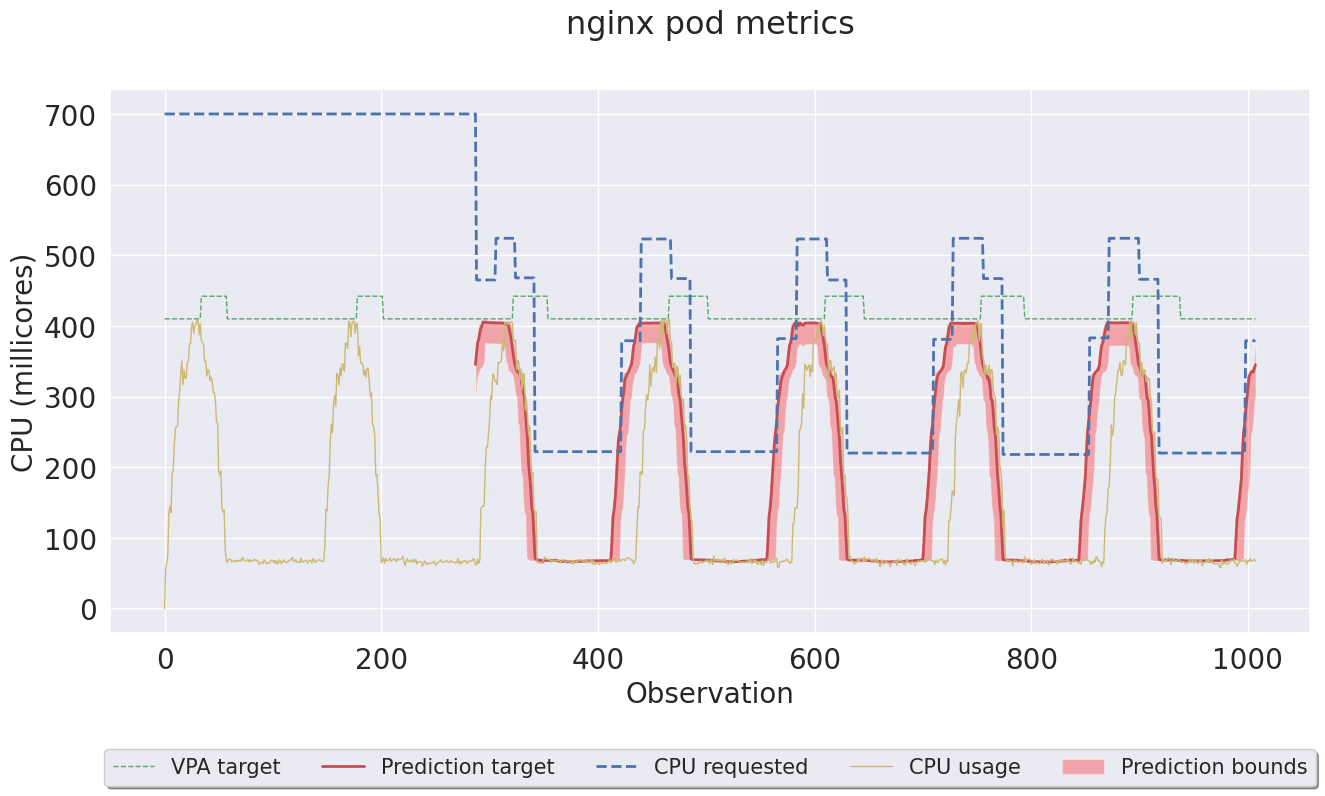 nginx pod metrics
700
600
500
400
300
200
100
0
CPU (millicores)
0 200 400 600 800 1000
Observation
VPA target Prediction target CPU requested CPU usage Prediction bounds